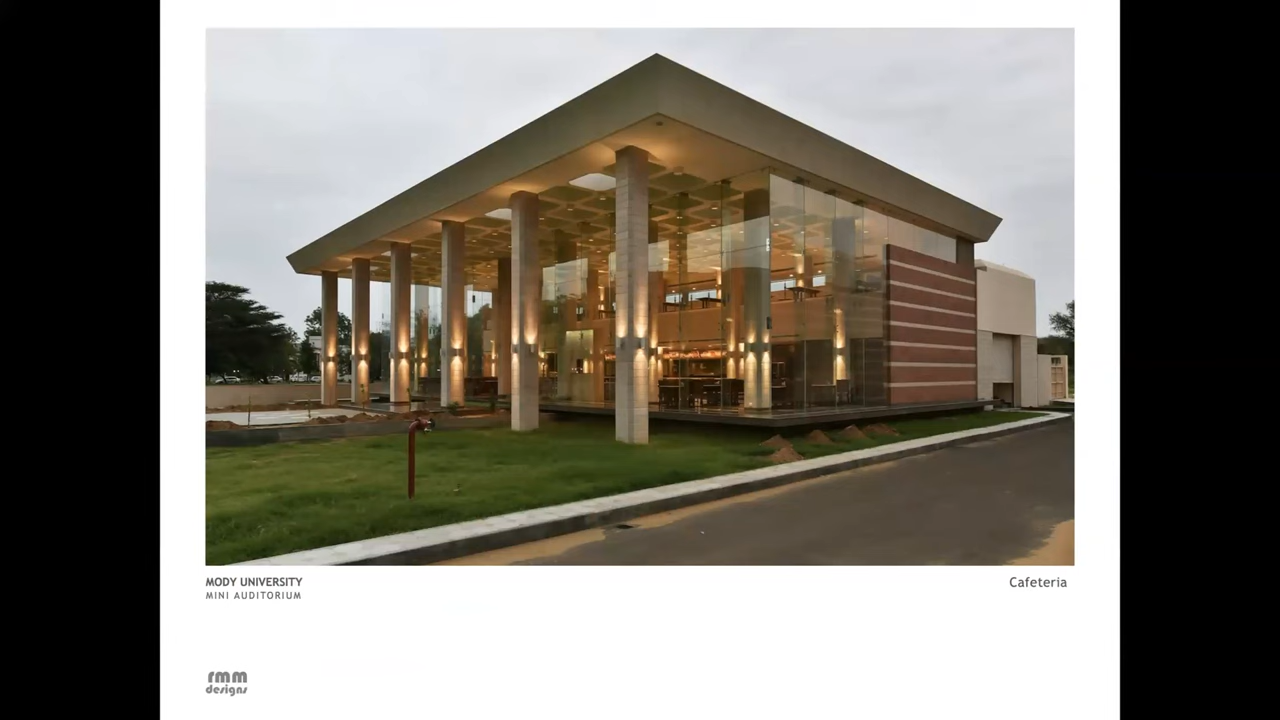 MODY UNIVERSITY
Cafeteria
MINI AUDITORIUM
rmm
designs